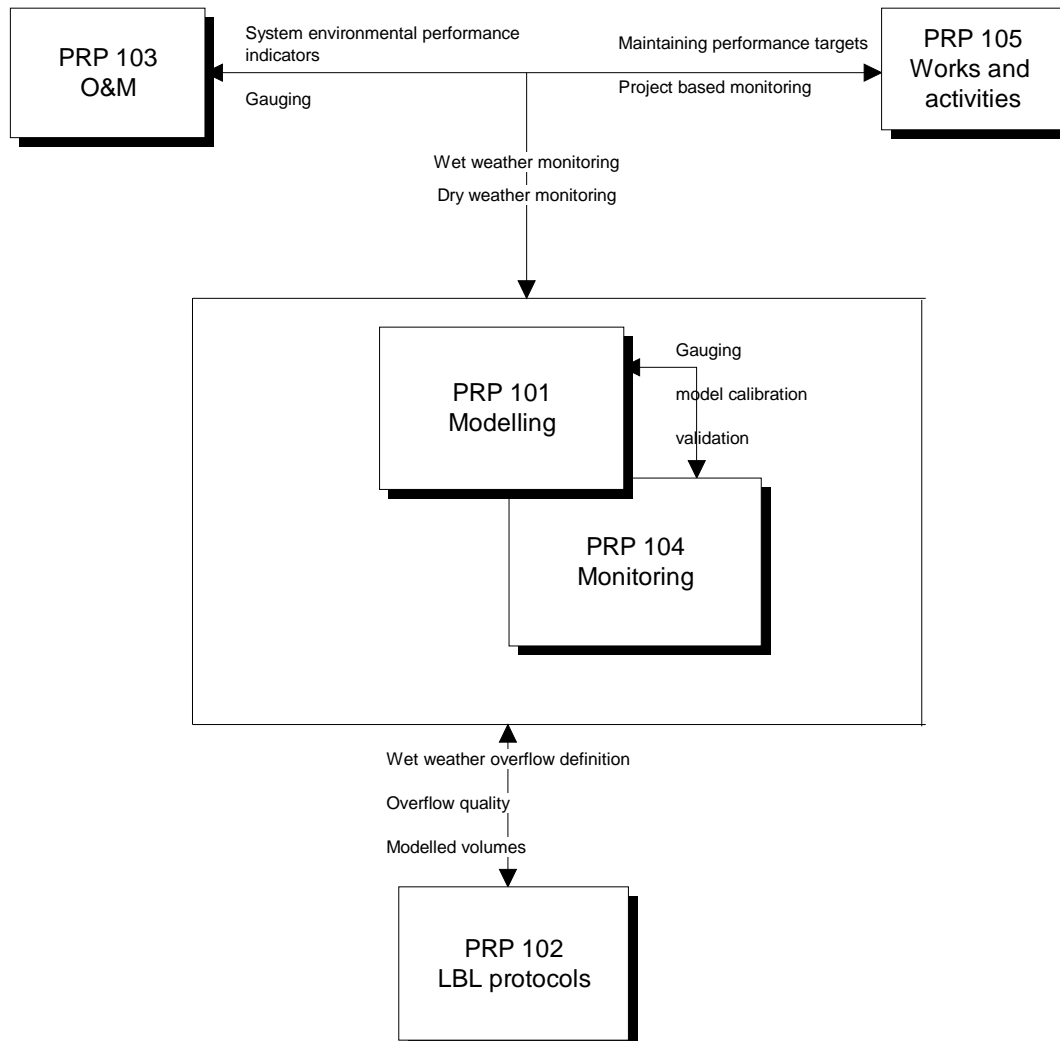 PRP 103
O&M
System environmental performance
indicators
Gauging
Maintaining performance targets
Project based monitoring
PRP 105
Works and
activities
Wet weather monitoring
Dry weather monitoring
PRP 101
Modelling
Gauging
model calibration
validation
PRP 104
Monitoring
Wet weather overflow definition
Overflow quality
Modelled volumes
PRP 102
LBL protocols